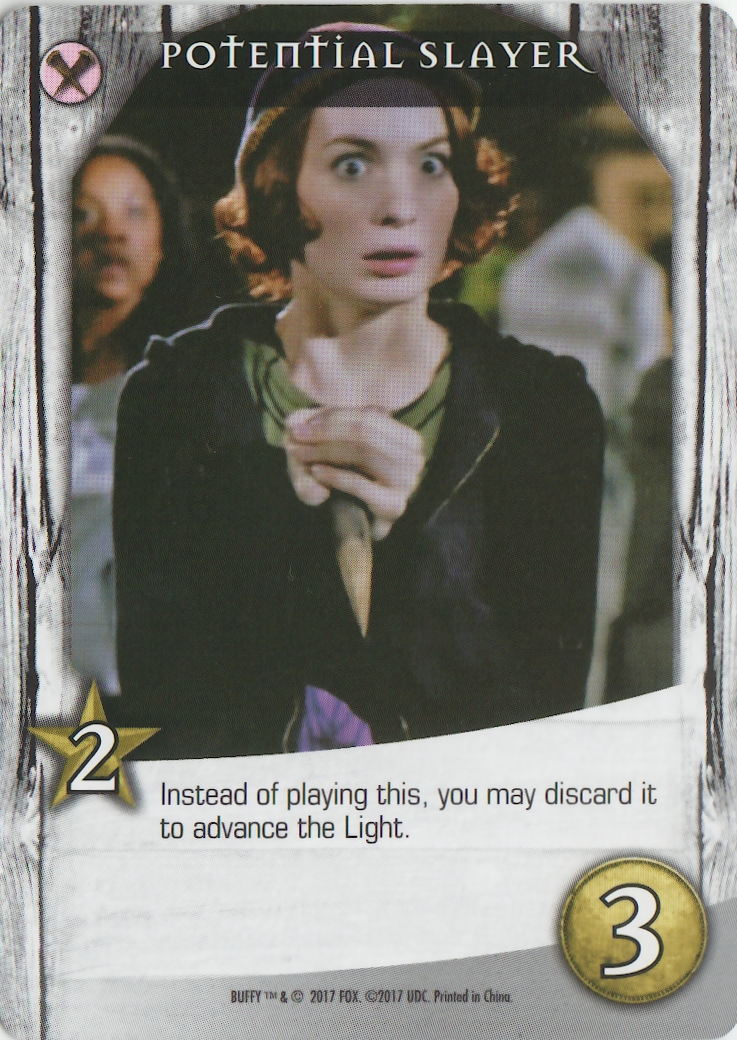 POTENTIAL SLAYER
2
Instead of playing this, you may discard it
to advance the Light.
3
BUFFY ™ & © 2017 FOX. ©2017 UDC. Printed in China.